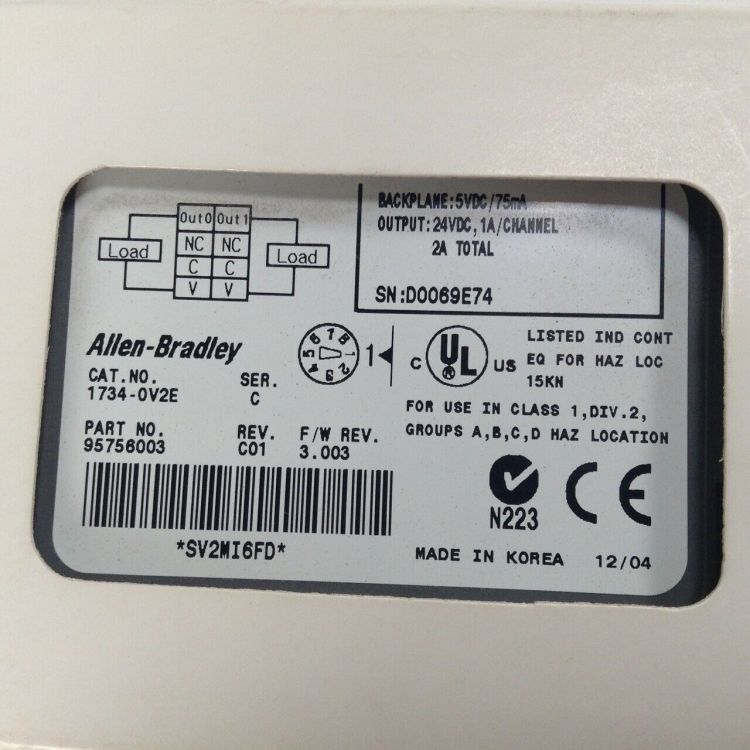 Out0 Out1
Load NC NC Load
C C
V V
BACKPLANE:5VDC/75mA
OUTPUT:24VDC,1A/CHANNEL
2A TOTAL
SN:D0069E74
Allen-Bradley
CAT.NO. SER.
1734-OV2E C
PART NO. REV. F/W REV.
95756003 C01 3.003
*SV2MI6FD*
1
C UL US
LISTED IND CONT
EQ FOR HAZ LOC
15KN
FOR USE IN CLASS 1,DIV.2,
GROUPS A,B,C,D HAZ LOCATION
N223
CE
MADE IN KOREA 12/04